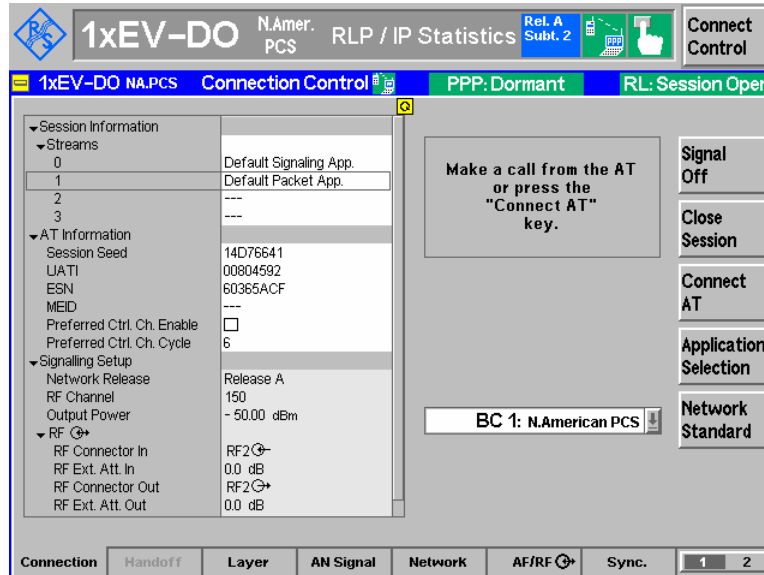 1xEV-DO N.Amer. PCS RLP / IP Statistics Rel. A Subt. 2
Connect Control
1xEV-DO NA.PCS Connection Control PPP: Dormant RL: Session Oper
Session Information
Streams
0 Default Signaling App.
1 Default Packet App.
2 ---
3 ---
AT Information
Session Seed 14D76641
UATI 00804592
ESN 60365ACF
MEID ---
Preferred Ctrl. Ch. Enable
Preferred Ctrl. Ch. Cycle 6
Signalling Setup
Network Release Release A
RF Channel 150
Output Power - 50.00 dBm
RF
RF Connector In RF2
RF Ext. Att. In 0.0 dB
RF Connector Out RF2
RF Ext. Att. Out 0.0 dB
Make a call from the AT
or press the
"Connect AT"
key.
BC 1: N.American PCS
Signal Off
Close Session
Connect AT
Application Selection
Network Standard
Connection Handoff Layer AN Signal Network AF/RF Sync. 1 2